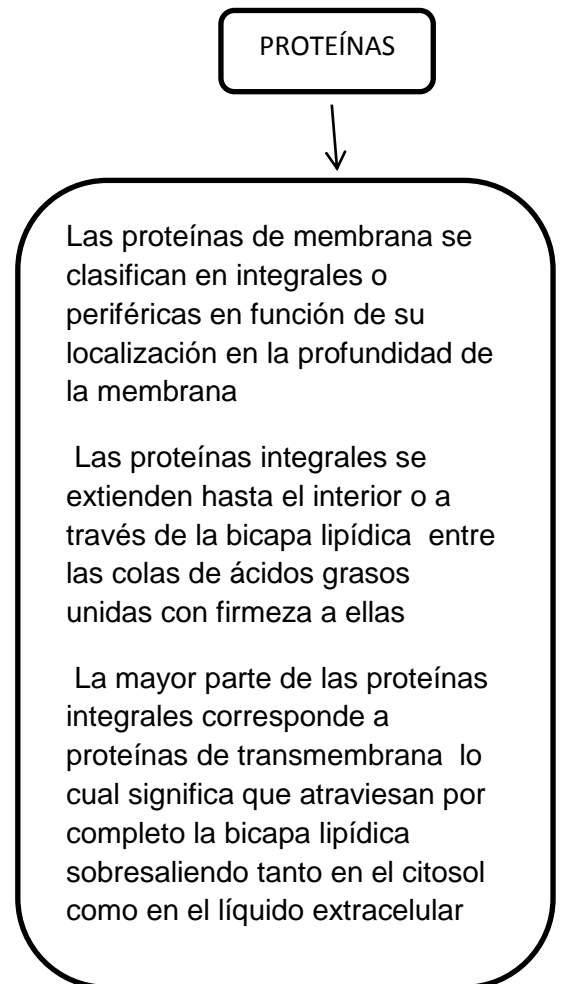 PROTEÍNAS
Las proteínas de membrana se
clasifican en integrales o
periféricas en función de su
localización en la profundidad de
la membrana
Las proteínas integrales se
extienden hasta el interior o a
través de la bicapa lipídica  entre
las colas de ácidos grasos
unidas con firmeza a ellas
La mayor parte de las proteínas
integrales corresponde a
proteínas de transmembrana  lo
cual significa que atraviesan por
completo la bicapa lipídica
sobresaliendo tanto en el citosol
como en el líquido extracelular